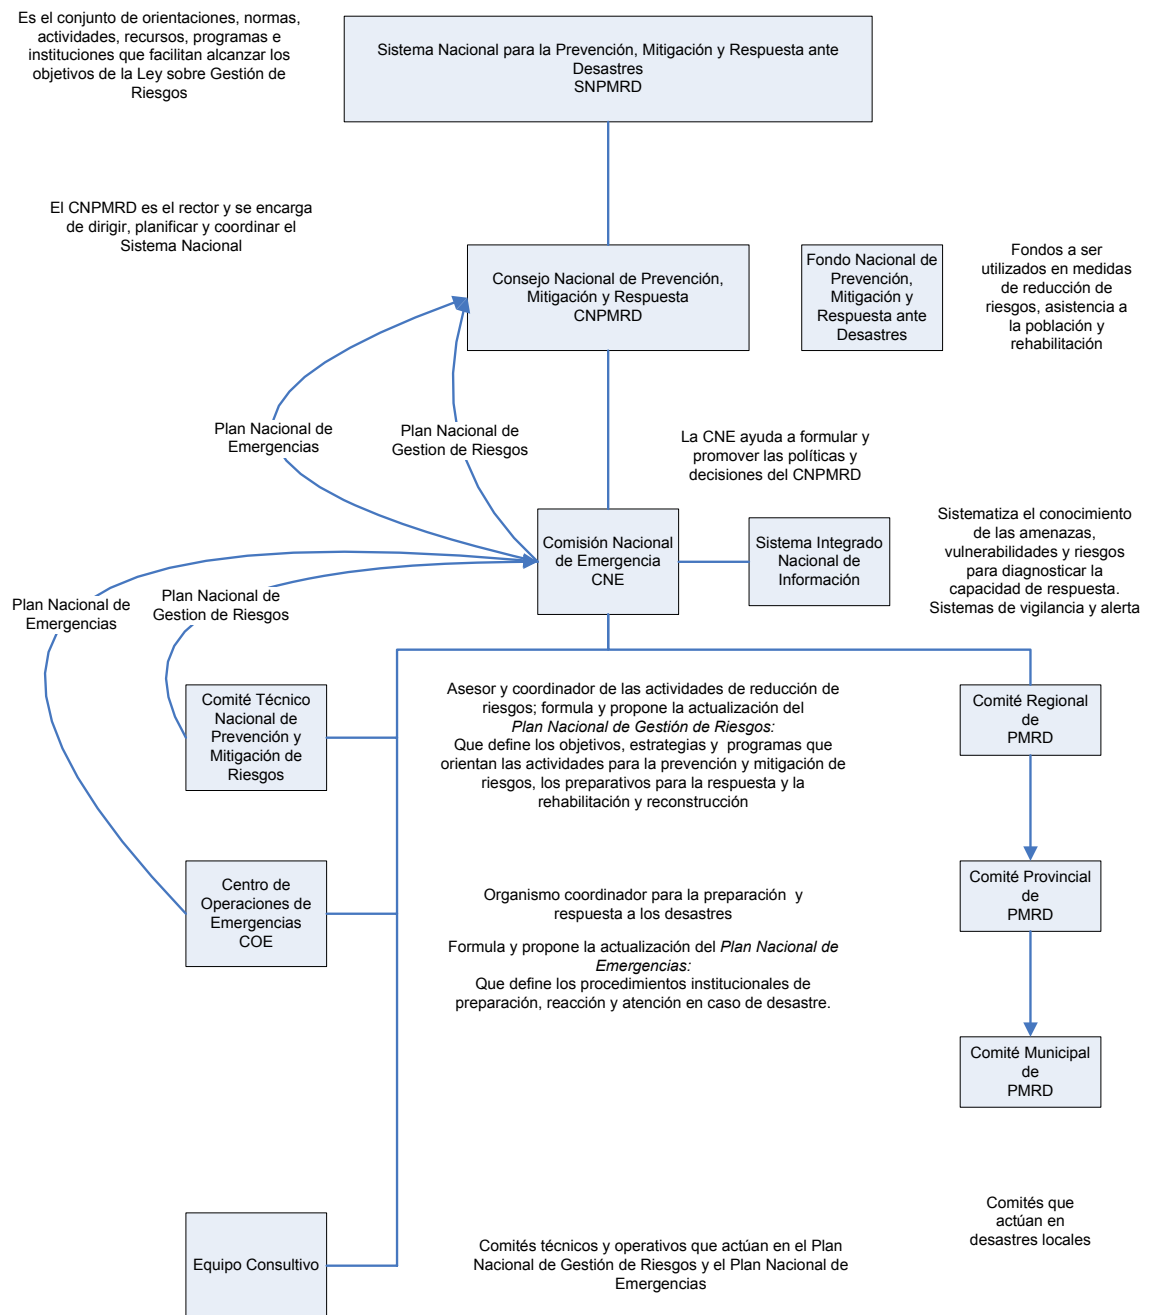 Es el conjunto de orientaciones, normas,
actividades, recursos, programas e
instituciones que facilitan alcanzar los
objetivos de la Ley sobre Gestión de
Riesgos
Sistema Nacional para la Prevención, Mitigación y Respuesta ante
Desastres
SNPMRD
El CNPMRD es el rector y se encarga
de dirigir, planificar y coordinar el
Sistema Nacional
Consejo Nacional de Prevención,
Mitigación y Respuesta
CNPMRD
Fondo Nacional de
Prevención,
Mitigación y
Respuesta ante
Desastres
Fondos a ser
utilizados en medidas
de reducción de
riesgos, asistencia a
la población y
rehabilitación
Plan Nacional de
Emergencias
Plan Nacional de
Gestion de Riesgos
La CNE ayuda a formular y
promover las políticas y
decisiones del CNPMRD
Comisión Nacional
de Emergencia
CNE
Sistema Integrado
Nacional de
Información
Sistematiza el conocimiento
de las amenazas,
vulnerabilidades y riesgos
para diagnosticar la
capacidad de respuesta.
Sistemas de vigilancia y alerta
Plan Nacional de
Emergencias
Plan Nacional de
Gestion de Riesgos
Comité Técnico
Nacional de
Prevención y
Mitigación de
Riesgos
Asesor y coordinador de las actividades de reducción de
riesgos; formula y propone la actualización del
Plan Nacional de Gestión de Riesgos:
Que define los objetivos, estrategias y programas que
orientan las actividades para la prevención y mitigación de
riesgos, los preparativos para la respuesta y la
rehabilitación y reconstrucción
Comité Regional
de
PMRD
Centro de
Operaciones de
Emergencias
COE
Organismo coordinador para la preparación y
respuesta a los desastres
Formula y propone la actualización del Plan Nacional de
Emergencias:
Que define los procedimientos institucionales de
preparación, reacción y atención en caso de desastre.
Comité Provincial
de
PMRD
Comité Municipal
de
PMRD
Equipo Consultivo
Comités técnicos y operativos que actúan en el Plan
Nacional de Gestión de Riesgos y el Plan Nacional de
Emergencias
Comités que
actúan en
desastres locales